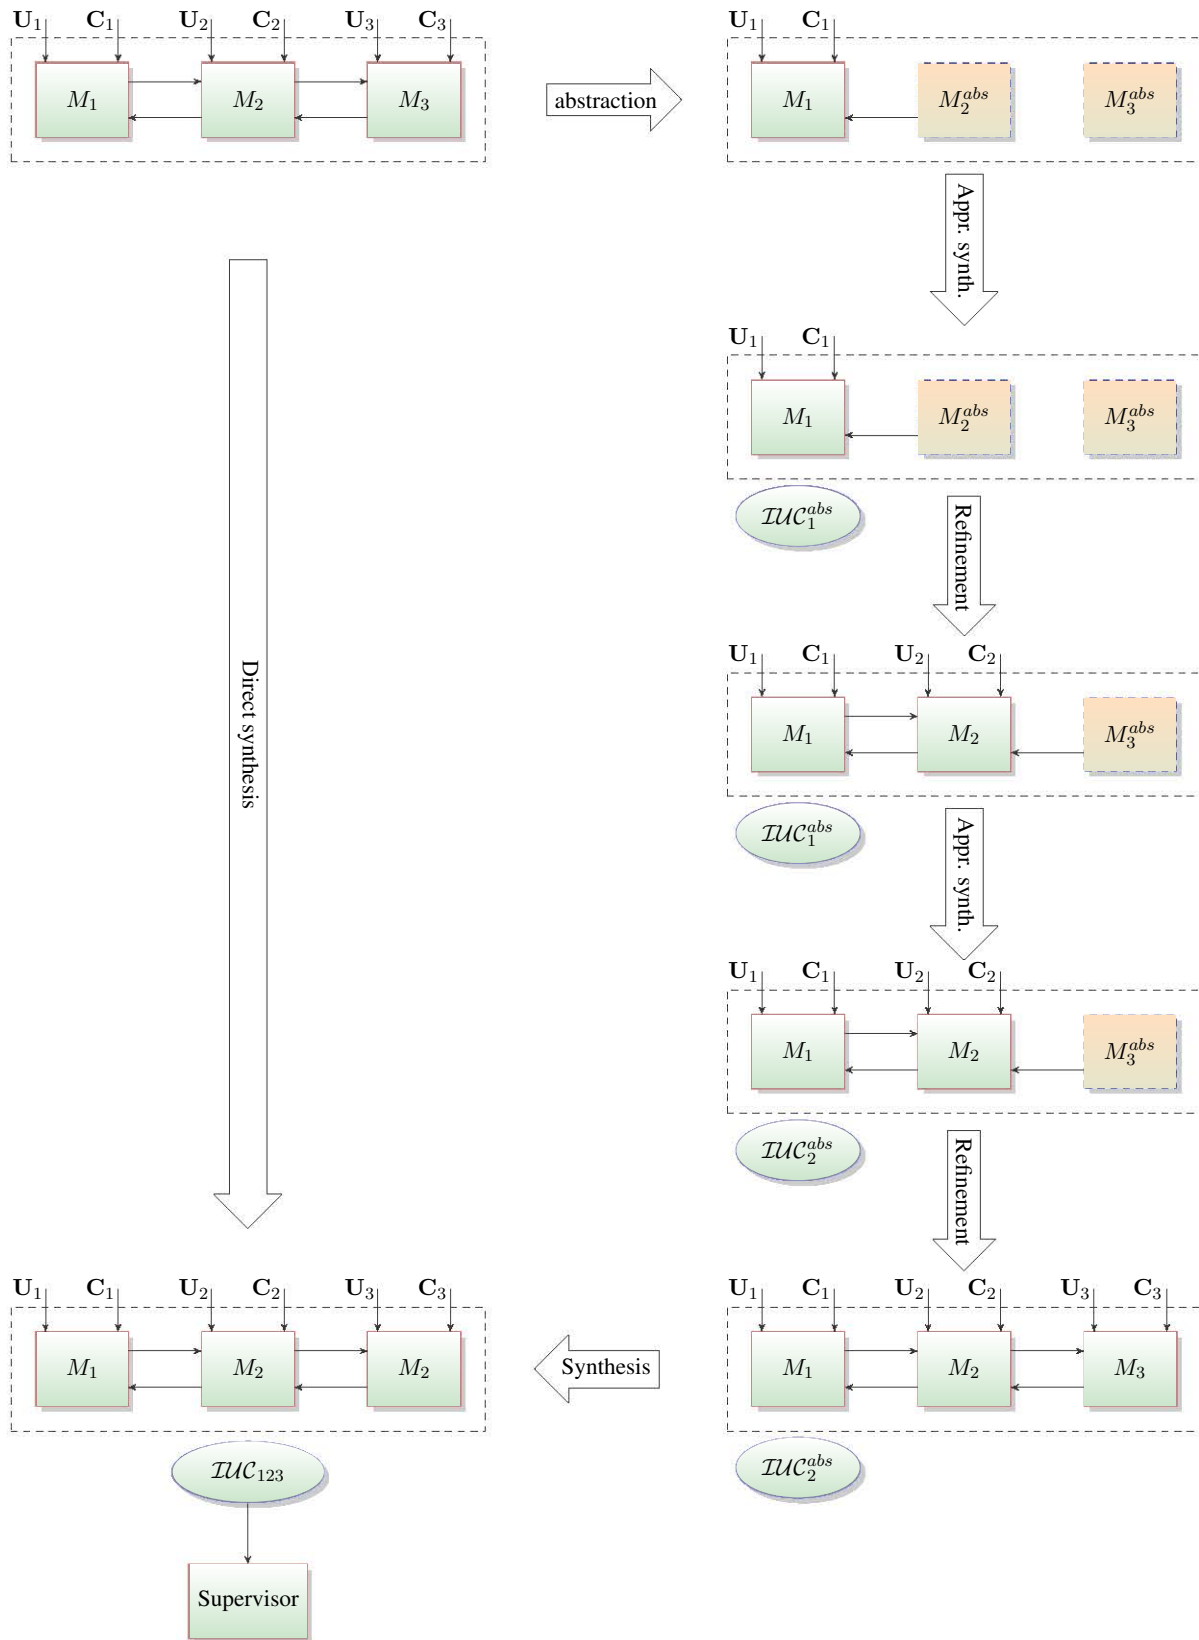 U₁ C₁ U₂ C₂ U₃ C₃
M₁ M₂ M₃
abstraction
U₁ C₁
M₁ M₂ᵃᵇˢ M₃ᵃᵇˢ
Appr. synth.
U₁ C₁
M₁ M₂ᵃᵇˢ M₃ᵃᵇˢ
ℐ𝒰𝒞₁ᵃᵇˢ
Refinement
U₁ C₁ U₂ C₂
M₁ M₂ M₃ᵃᵇˢ
ℐ𝒰𝒞₁ᵃᵇˢ
Appr. synth.
U₁ C₁ U₂ C₂
M₁ M₂ M₃ᵃᵇˢ
ℐ𝒰𝒞₂ᵃᵇˢ
Refinement
U₁ C₁ U₂ C₂ U₃ C₃
M₁ M₂ M₃
ℐ𝒰𝒞₂ᵃᵇˢ
Synthesis
Direct synthesis
U₁ C₁ U₂ C₂ U₃ C₃
M₁ M₂ M₂
ℐ𝒰𝒞₁₂₃
Supervisor